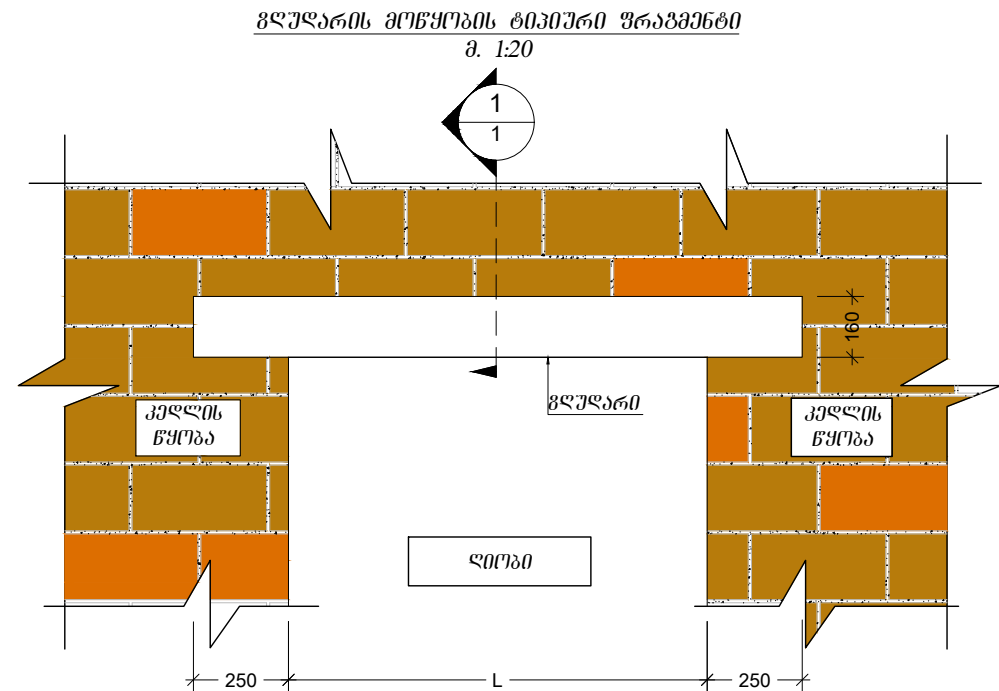 ზღუდარის მოწყობის ტიპიური ფრაგმენტი
მ. 1:20
1
1
160
ზღუდარი
კედლის
წყობა
კედლის
წყობა
ღიობი
250
L
250